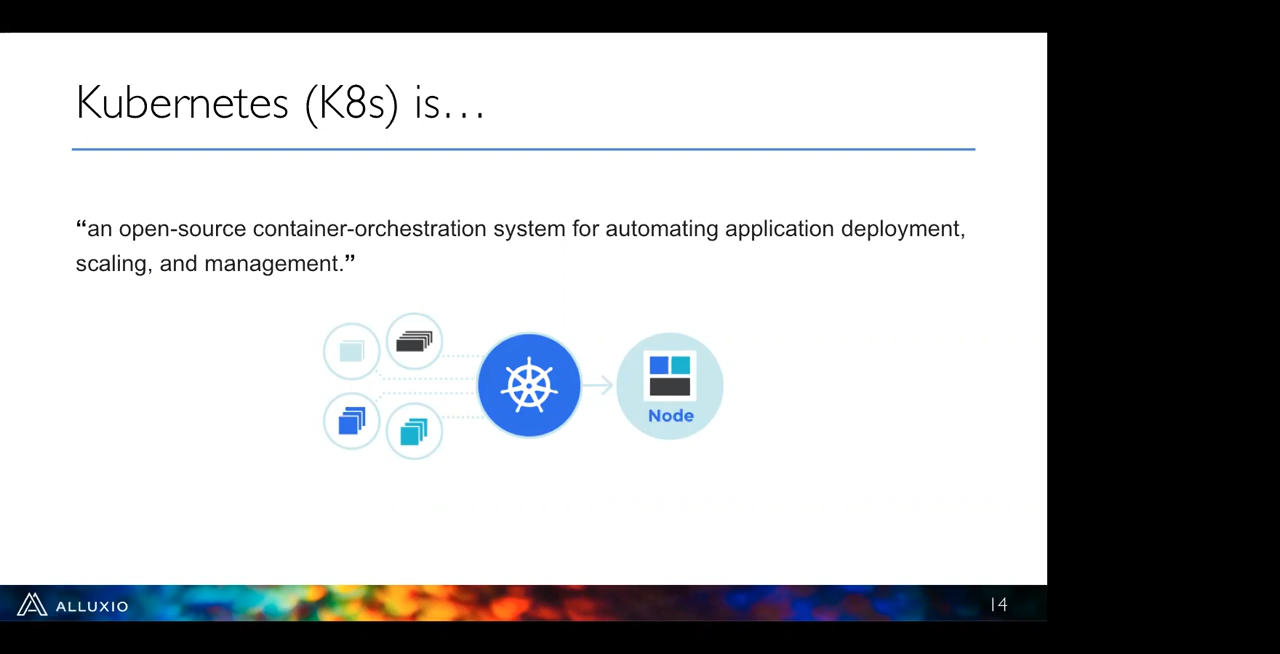 Kubernetes (K8s) is…
“an open-source container-orchestration system for automating application deployment,
scaling, and management.”
Node
ALLUXIO
14